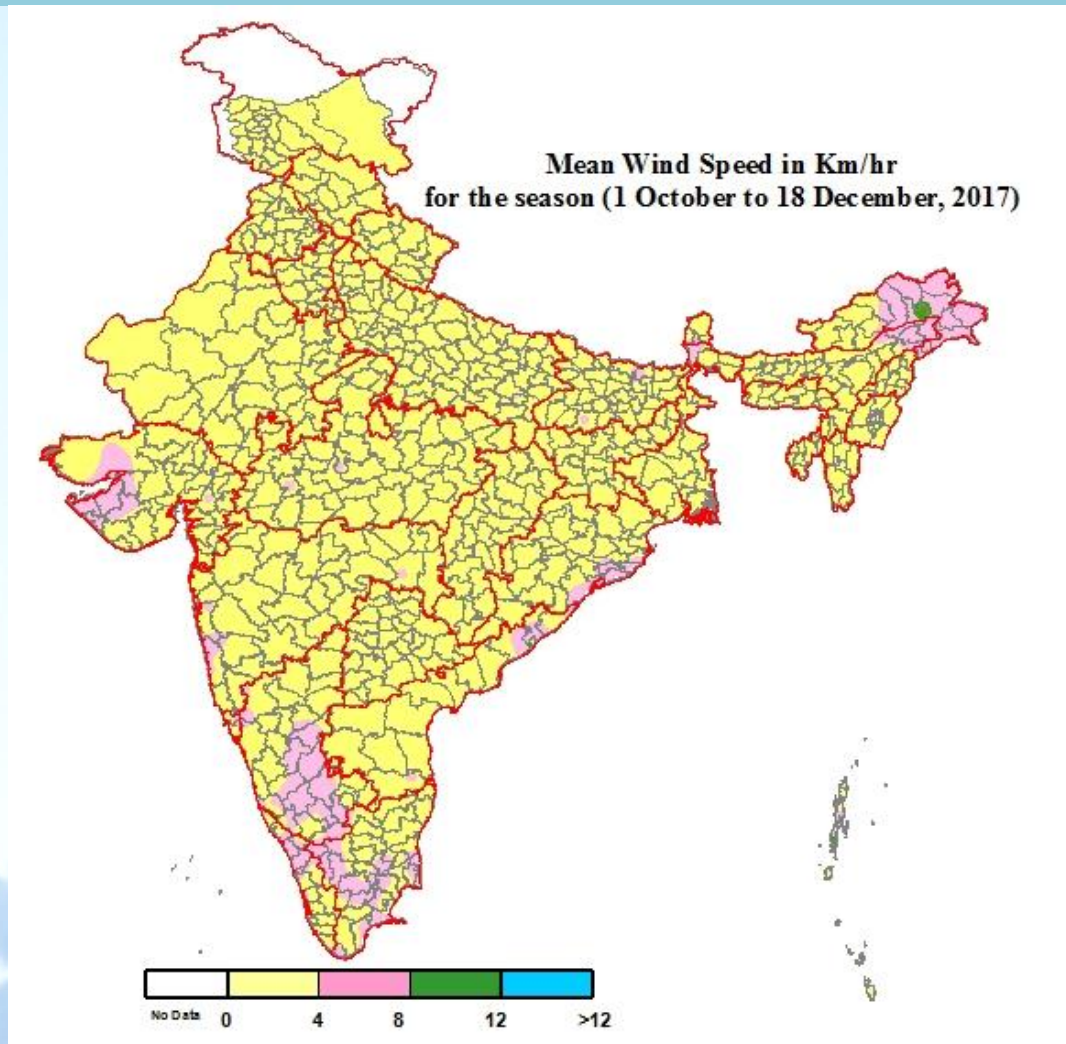 Mean Wind Speed in Km/hr
for the season (1 October to 18 December, 2017)
No Data 0 4 8 12 >12